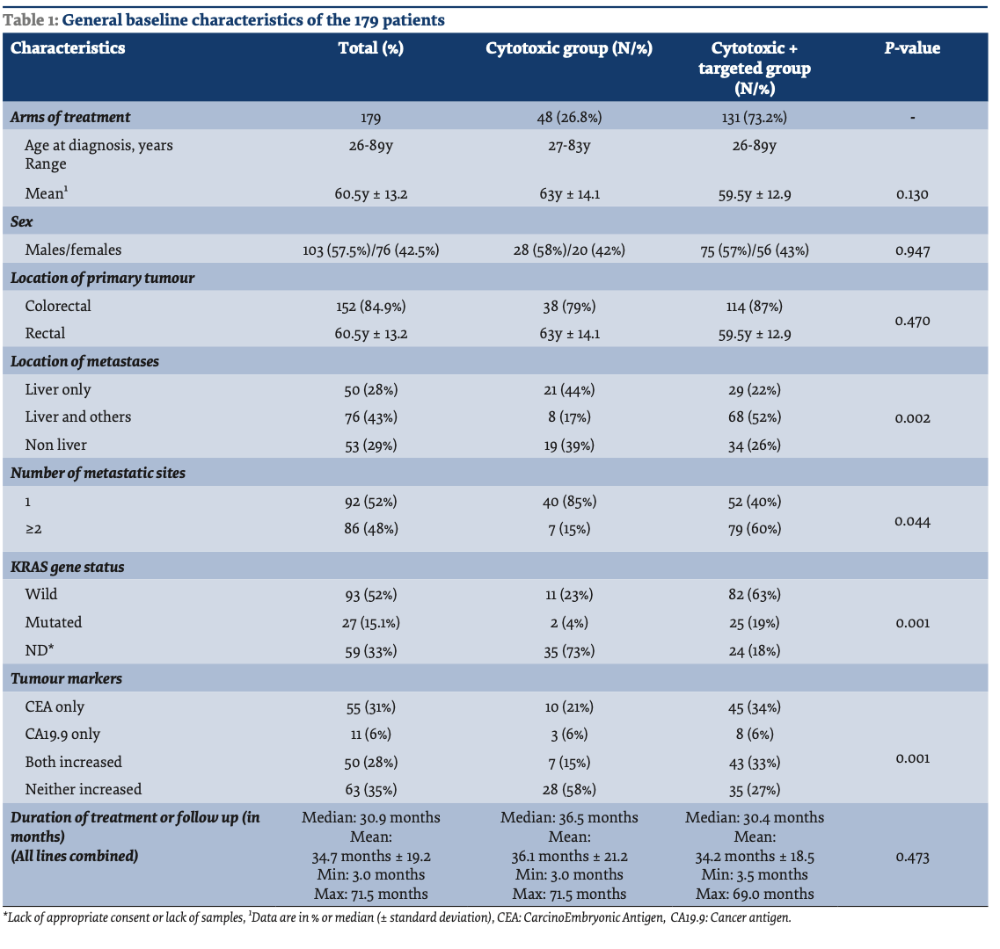 Table 1: General baseline characteristics of the 179 patients
Characteristics Total (%) Cytotoxic group (N/%) Cytotoxic +
targeted group
(N/%) P-value
Arms of treatment 179 48 (26.8%) 131 (73.2%) -
Age at diagnosis, years 26-89y 27-83y 26-89y
Range
Mean¹ 60.5y ± 13.2 63y ± 14.1 59.5y ± 12.9 0.130
Sex
Males/females 103 (57.5%)/76 (42.5%) 28 (58%)/20 (42%) 75 (57%)/56 (43%) 0.947
Location of primary tumour
Colorectal 152 (84.9%) 38 (79%) 114 (87%)
0.470
Rectal 60.5y ± 13.2 63y ± 14.1 59.5y ± 12.9
Location of metastases
Liver only 50 (28%) 21 (44%) 29 (22%)
Liver and others 76 (43%) 8 (17%) 68 (52%) 0.002
Non liver 53 (29%) 19 (39%) 34 (26%)
Number of metastatic sites
1 92 (52%) 40 (85%) 52 (40%)
0.044
≥2 86 (48%) 7 (15%) 79 (60%)
KRAS gene status
Wild 93 (52%) 11 (23%) 82 (63%)
Mutated 27 (15.1%) 2 (4%) 25 (19%) 0.001
ND* 59 (33%) 35 (73%) 24 (18%)
Tumour markers
CEA only 55 (31%) 10 (21%) 45 (34%)
CA19.9 only 11 (6%) 3 (6%) 8 (6%)
0.001
Both increased 50 (28%) 7 (15%) 43 (33%)
Neither increased 63 (35%) 28 (58%) 35 (27%)
Duration of treatment or follow up (in Median: 30.9 months Median: 36.5 months Median: 30.4 months
months) Mean: Mean: Mean:
(All lines combined) 34.7 months ± 19.2 36.1 months ± 21.2 34.2 months ± 18.5 0.473
Min: 3.0 months Min: 3.0 months Min: 3.5 months
Max: 71.5 months Max: 71.5 months Max: 69.0 months
*Lack of appropriate consent or lack of samples, ¹Data are in % or median (± standard deviation), CEA: CarcinoEmbryonic Antigen, CA19.9: Cancer antigen.